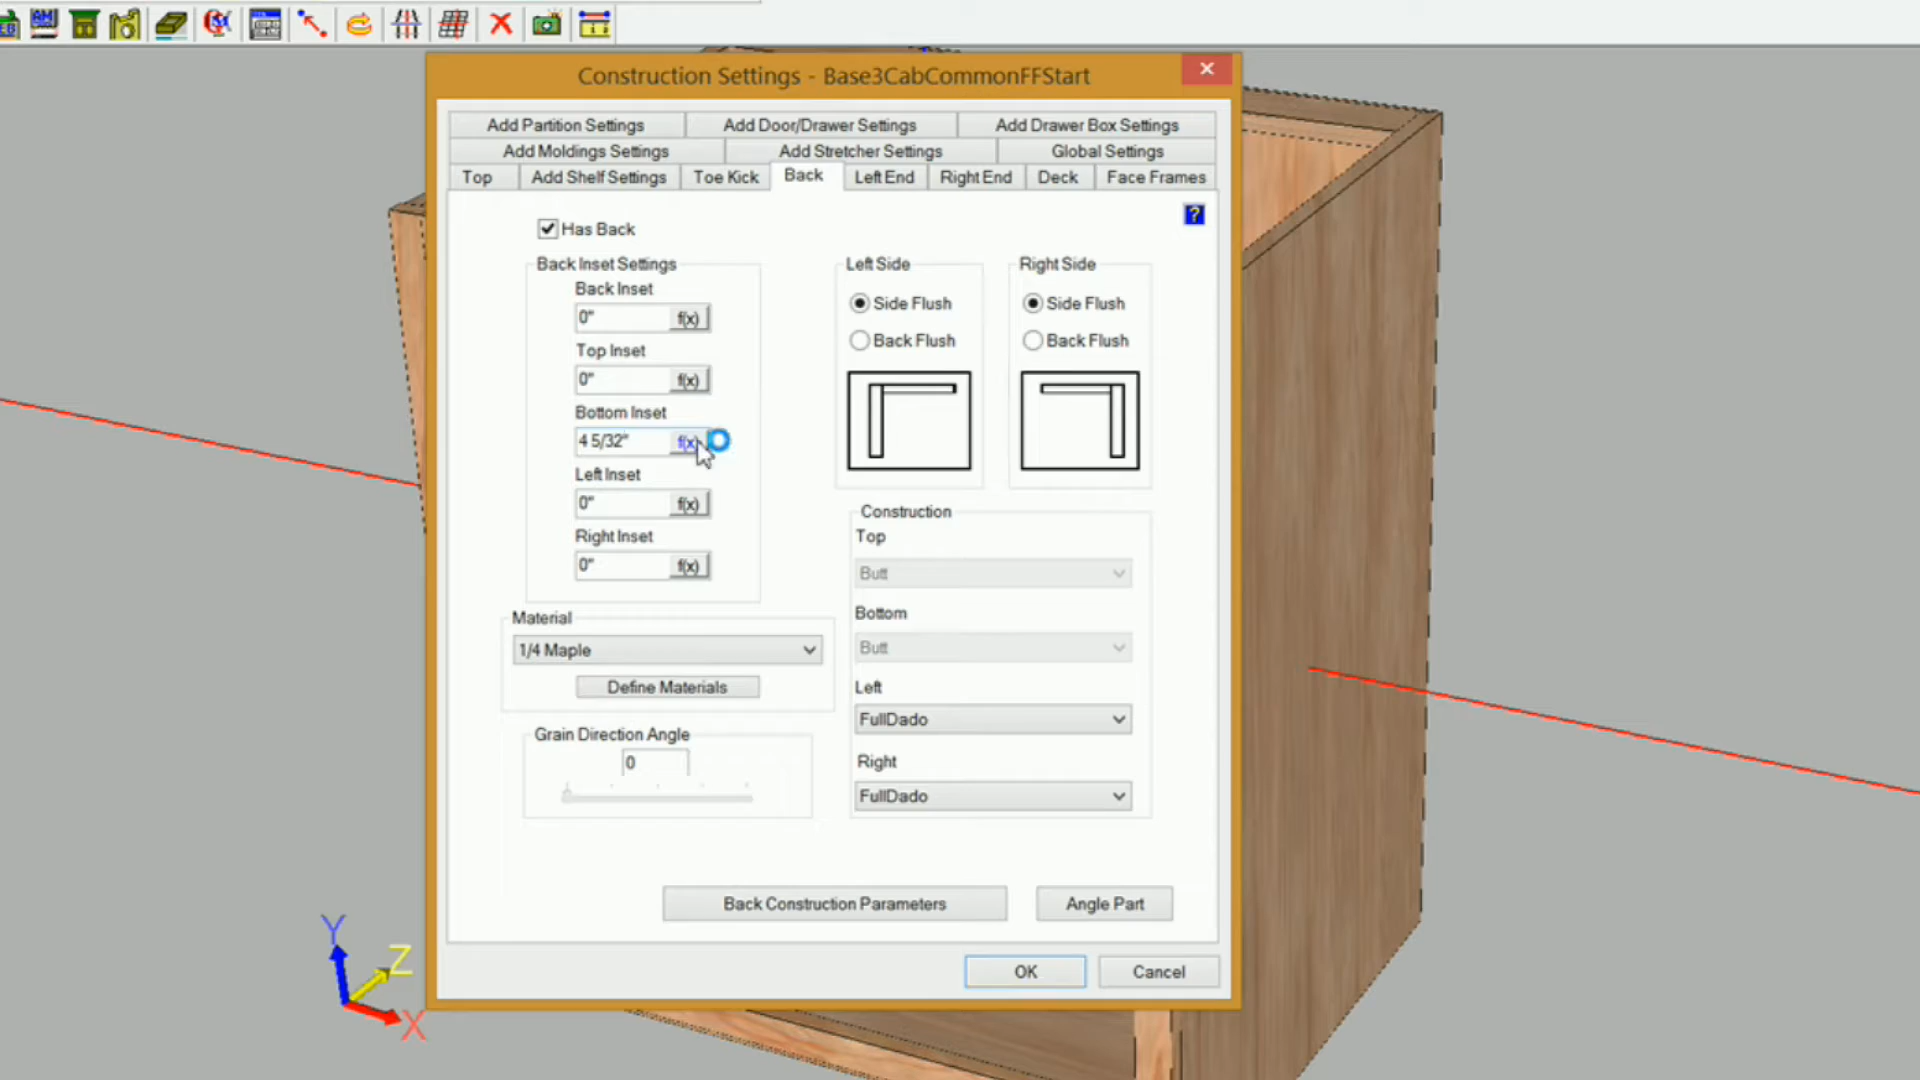 Construction Settings - Base3CabCommonFFStart
Add Partition Settings
Add Door/Drawer Settings
Add Drawer Box Settings
Add Moldings Settings
Add Stretcher Settings
Global Settings
Top
Add Shelf Settings
Toe Kick
Back
Left End
Right End
Deck
Face Frames
?
Has Back
Back Inset Settings
Back Inset
0" f(x)
Top Inset
0" f(x)
Bottom Inset
4 5/32" f(x)
Left Inset
0" f(x)
Right Inset
0" f(x)
Left Side
Side Flush
Back Flush
Right Side
Side Flush
Back Flush
Material
1/4 Maple
Define Materials
Grain Direction Angle
0
Construction
Top
Butt
Bottom
Butt
Left
FullDado
Right
FullDado
Back Construction Parameters
Angle Part
OK
Cancel
Y
Z
X